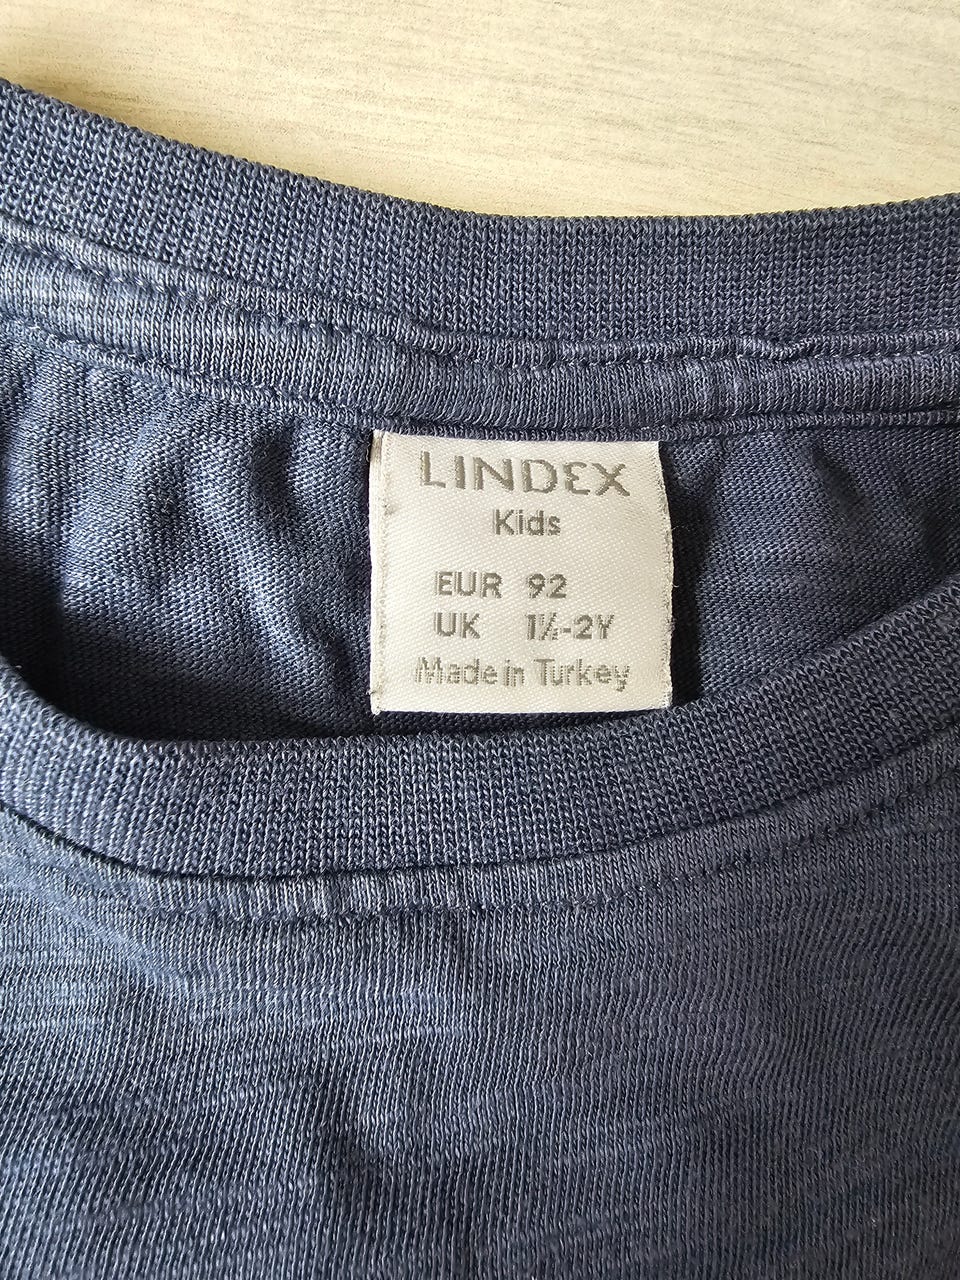 LINDEX
Kids
EUR 92
UK 1½-2Y
Made in Turkey